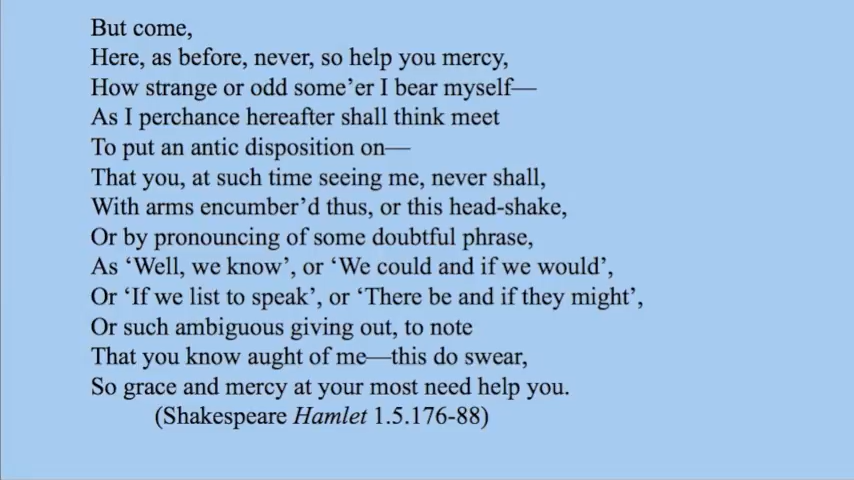 But come,
Here, as before, never, so help you mercy,
How strange or odd some’er I bear myself—
As I perchance hereafter shall think meet
To put an antic disposition on—
That you, at such time seeing me, never shall,
With arms encumber’d thus, or this head-shake,
Or by pronouncing of some doubtful phrase,
As ‘Well, we know’, or ‘We could and if we would’,
Or ‘If we list to speak’, or ‘There be and if they might’,
Or such ambiguous giving out, to note
That you know aught of me—this do swear,
So grace and mercy at your most need help you.
(Shakespeare Hamlet 1.5.176-88)